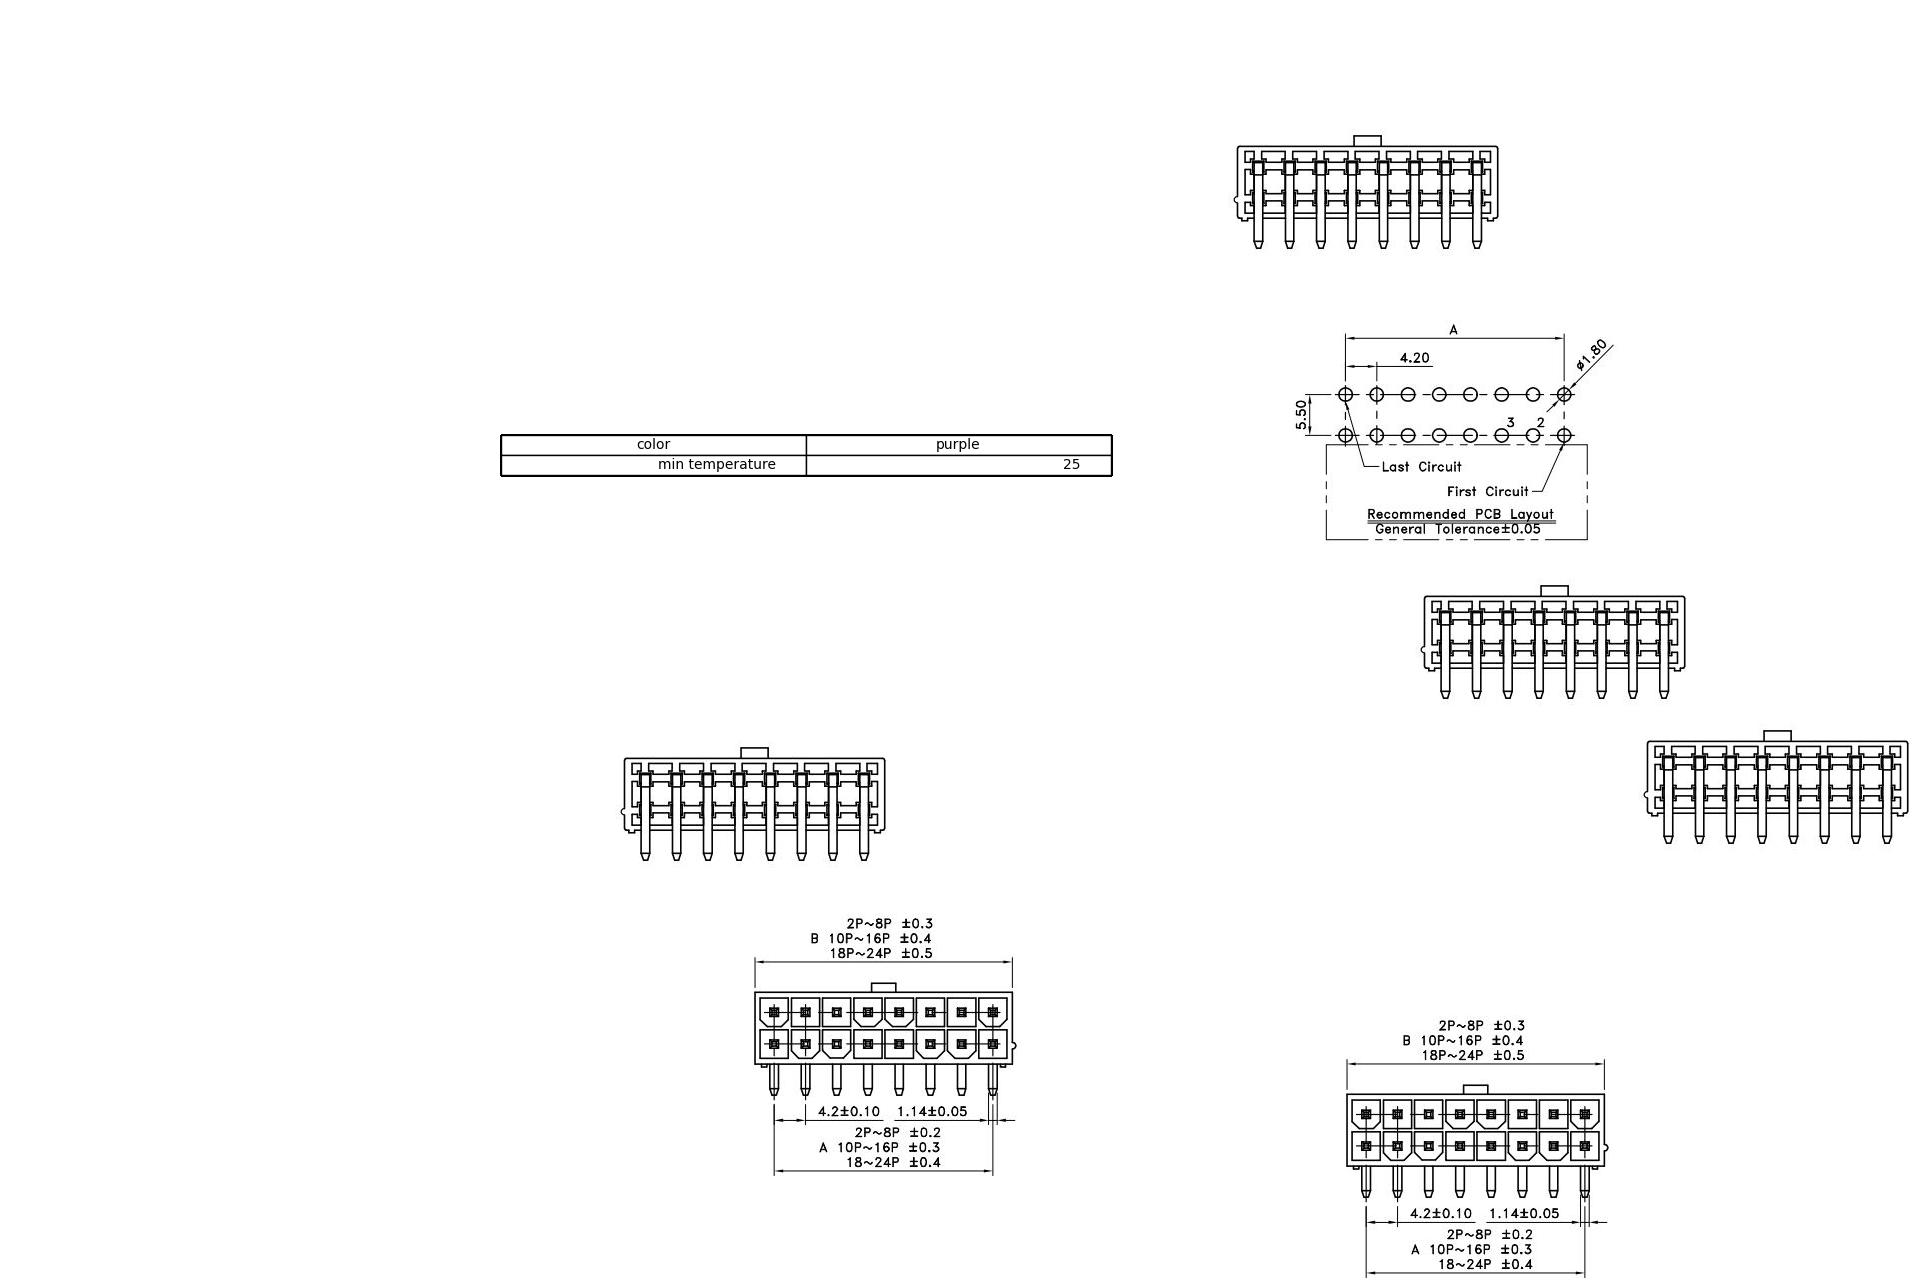 A
4.20
ø1.80
5.50
3 2
Last Circuit
First Circuit
Recommended PCB Layout
General Tolerance±0.05
color purple
min temperature 25
2P~8P ±0.3
B 10P~16P ±0.4
18P~24P ±0.5
4.2±0.10 1.14±0.05
2P~8P ±0.2
A 10P~16P ±0.3
18~24P ±0.4
2P~8P ±0.3
B 10P~16P ±0.4
18P~24P ±0.5
4.2±0.10 1.14±0.05
2P~8P ±0.2
A 10P~16P ±0.3
18~24P ±0.4